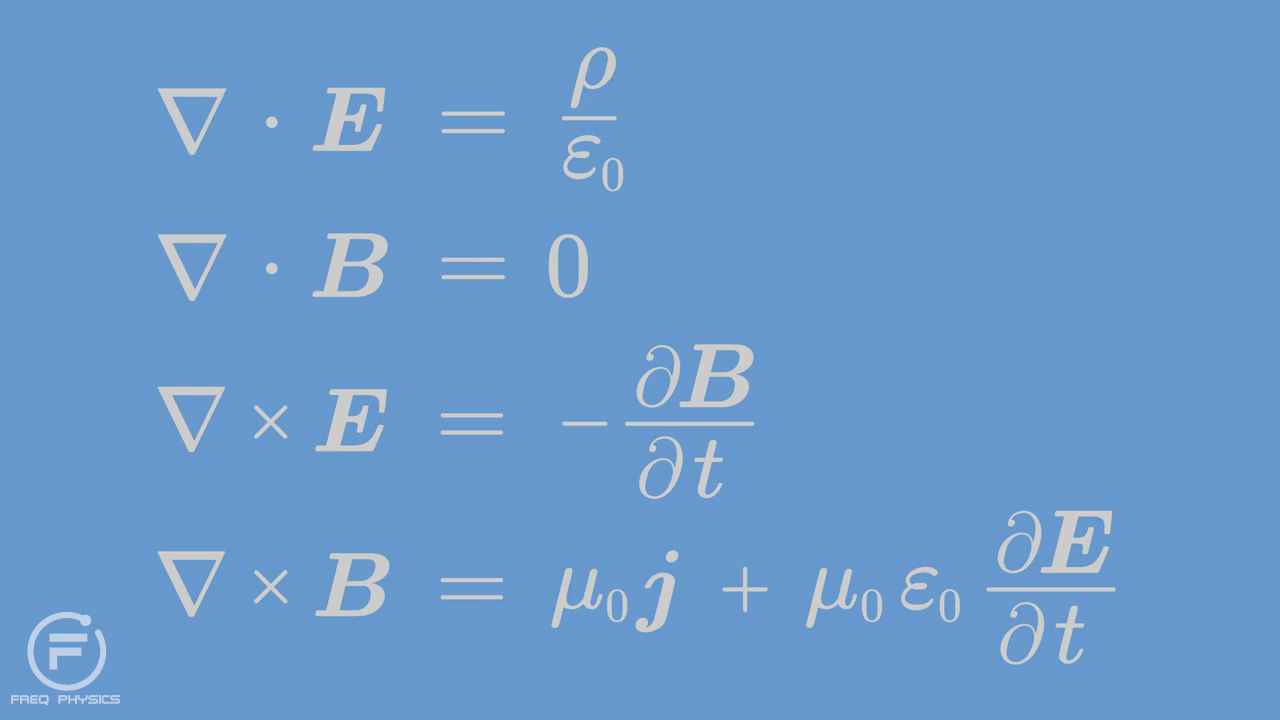 ∇ · E = ρ/ε₀
∇ · B = 0
∇ × E = −∂B/∂t
∇ × B = μ₀j + μ₀ε₀ ∂E/∂t
F
FREQ PHYSICS